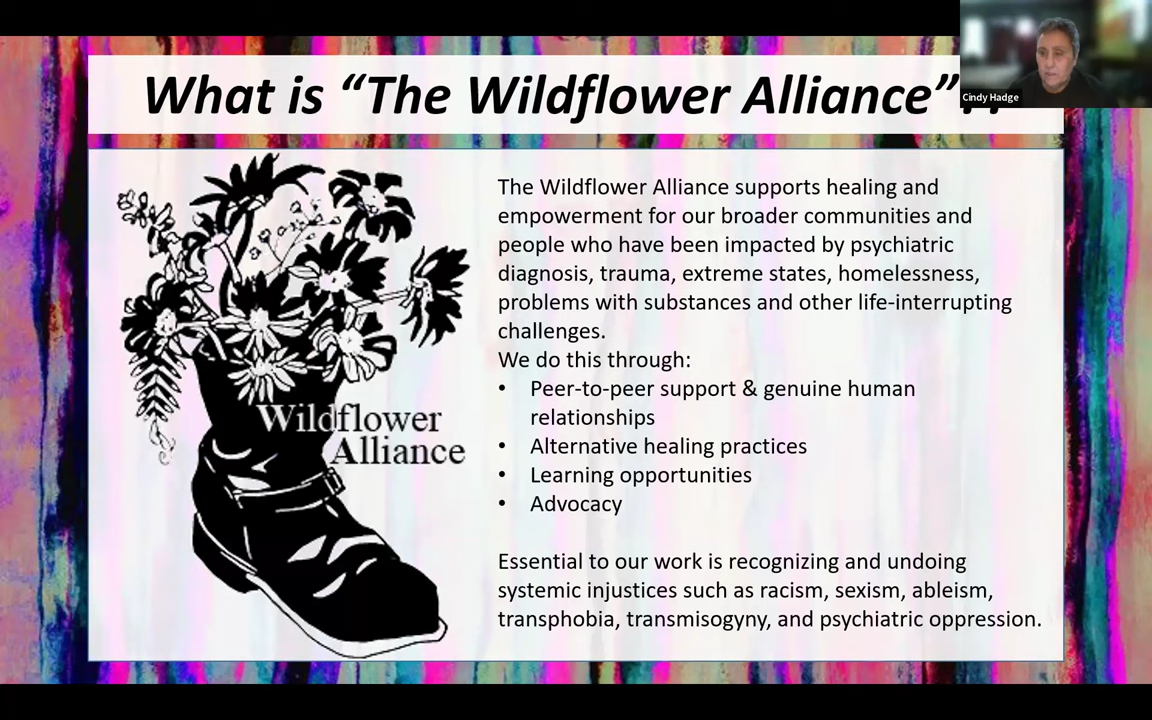 What is “The Wildflower Alliance”
Cindy Hadge
The Wildflower Alliance supports healing and
empowerment for our broader communities and
people who have been impacted by psychiatric
diagnosis, trauma, extreme states, homelessness,
problems with substances and other life-interrupting
challenges.
We do this through:
• Peer-to-peer support & genuine human
relationships
• Alternative healing practices
• Learning opportunities
• Advocacy
Essential to our work is recognizing and undoing
systemic injustices such as racism, sexism, ableism,
transphobia, transmisogyny, and psychiatric oppression.
Wildflower
Alliance